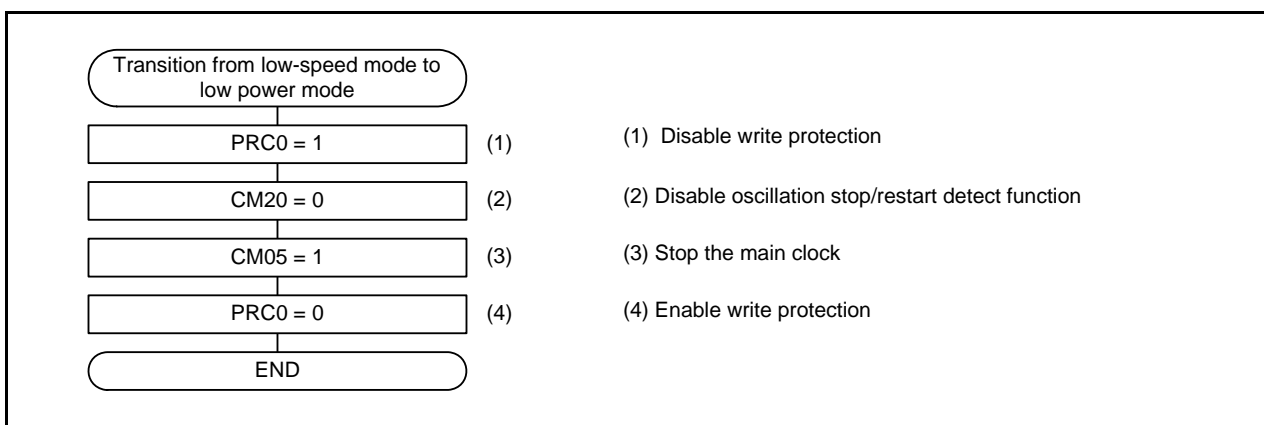 Transition from low-speed mode to
low power mode
PRC0 = 1
(1)
(1) Disable write protection
CM20 = 0
(2)
(2) Disable oscillation stop/restart detect function
CM05 = 1
(3)
(3) Stop the main clock
PRC0 = 0
(4)
(4) Enable write protection
END